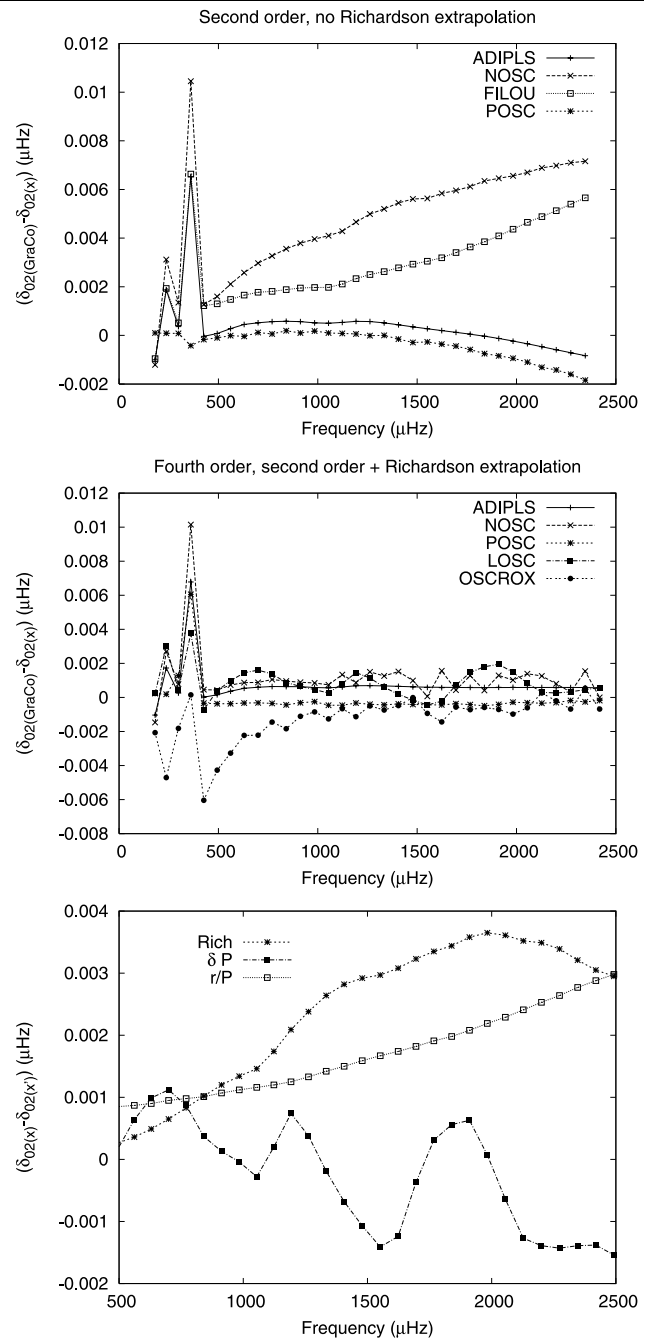 Second order, no Richardson extrapolation
0.012
0.01
0.008
0.006
0.004
0.002
0
-0.002
(δ02(GraCo)-δ02(x)) (μHz)
ADIPLS
NOSC
FILOU
POSC
0 500 1000 1500 2000 2500
Frequency (μHz)
Fourth order, second order + Richardson extrapolation
0.012
0.01
0.008
0.006
0.004
0.002
0
-0.002
-0.004
-0.006
-0.008
(δ02(GraCo)-δ02(x)) (μHz)
ADIPLS
NOSC
POSC
LOSC
OSCROX
0 500 1000 1500 2000 2500
Frequency (μHz)
0.004
0.003
0.002
0.001
0
-0.001
-0.002
(δ02(x)-δ02(x')) (μHz)
Rich
δ P
r/P
500 1000 1500 2000 2500
Frequency (μHz)